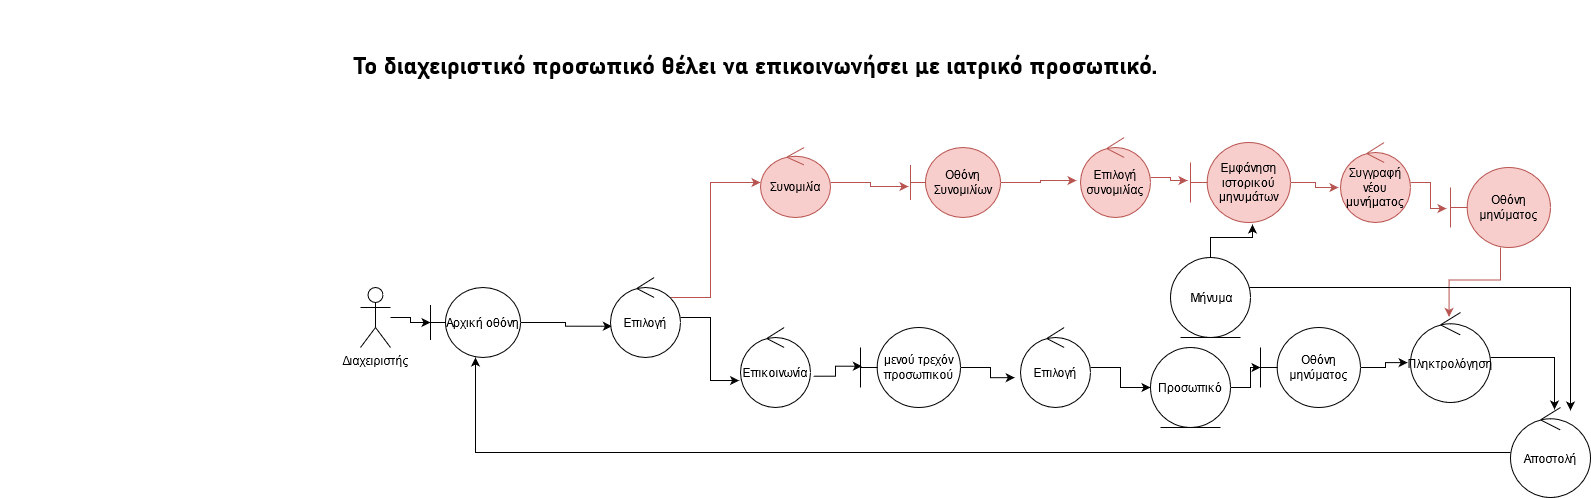 Το διαχειριστικό προσωπικό θέλει να επικοινωνήσει με ιατρικό προσωπικό.
Συνομιλία
Οθόνη
Συνομιλίων
Επιλογή
συνομιλίας
Εμφάνηση
ιστορικού
μηνυμάτων
Συγγραφή
νέου
μυνήματος
Οθόνη
μηνύματος
Διαχειριστής
Αρχική οθόνη
Επιλογή
Μήνυμα
Επικοινωνία
μενού τρεχόν
προσωπικού
Επιλογή
Προσωπικό
Οθόνη
μηνύματος
Πληκτρολόγηση
Αποστολή